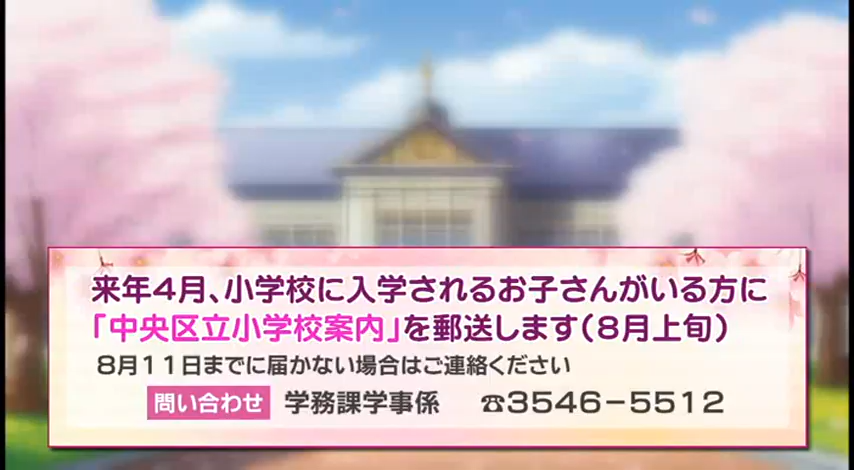 来年4月、小学校に入学されるお子さんがいる方に
「中央区立小学校案内」を郵送します(8月上旬)
8月11日までに届かない場合はご連絡ください
問い合わせ 学務課学事係 ☎3546-5512